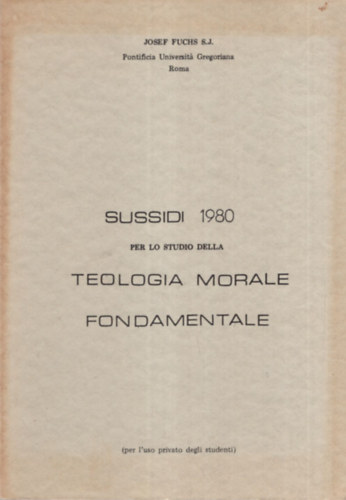 JOSEF FUCHS S.J.
Pontificia Università Gregoriana
Roma
SUSSIDI 1980
PER LO STUDIO DELLA
TEOLOGIA MORALE
FONDAMENTALE
(per l'uso privato degli studenti)